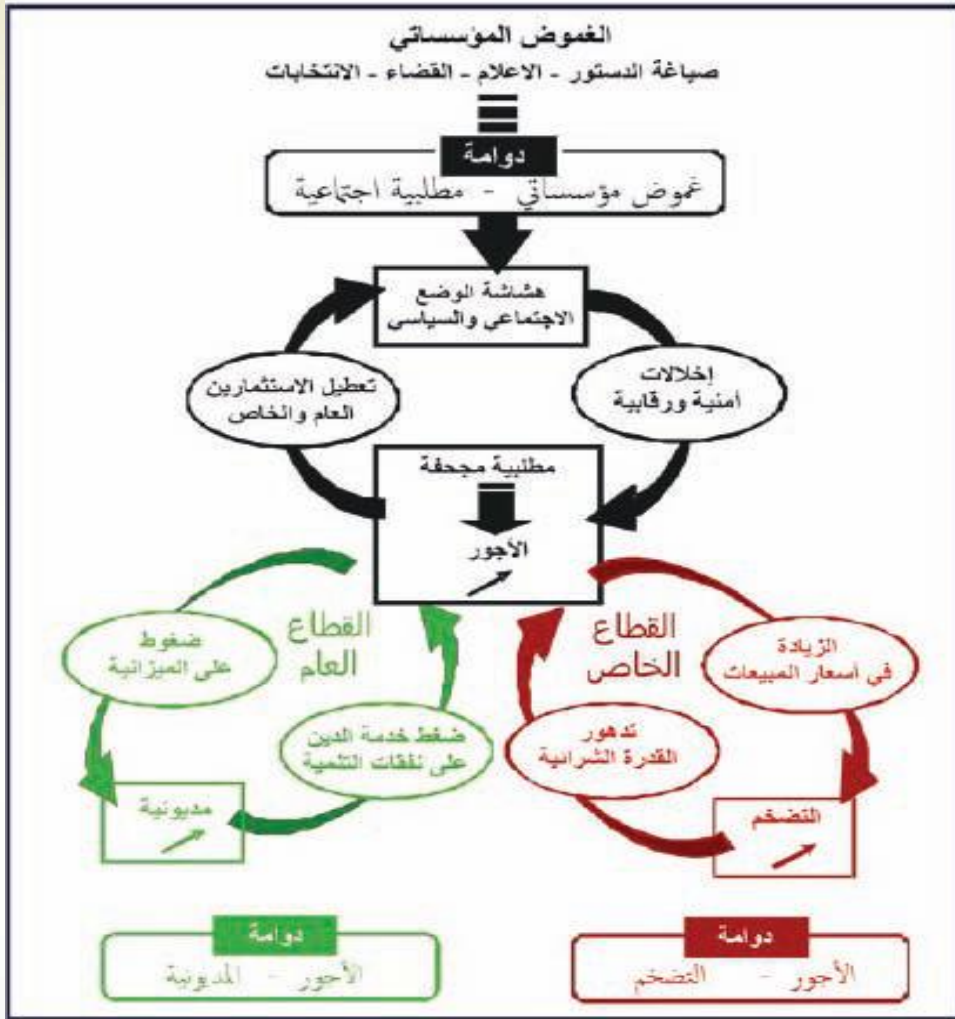 الغموض المؤسساتي
صياغة الدستور - الاعلام - القضاء - الانتخابات
دوامة
غموض مؤسساتي - مطلبية اجتماعية
هشاشة الوضع
الاجتماعي والسياسي
إخلالات
أمنية ورقابية
تعطيل الاستثمارين
العام والخاص
مطلبية مجحفة
الأجور
القطاع
الخاص
الزيادة
في أسعار المبيعات
تدهور
القدرة الشرائية
التضخم
القطاع
العام
ضغوط
على الميزانية
ضغط خدمة الدين
على نفقات التنمية
مديونية
دوامة
الأجور - التضخم
دوامة
الأجور - المديونية